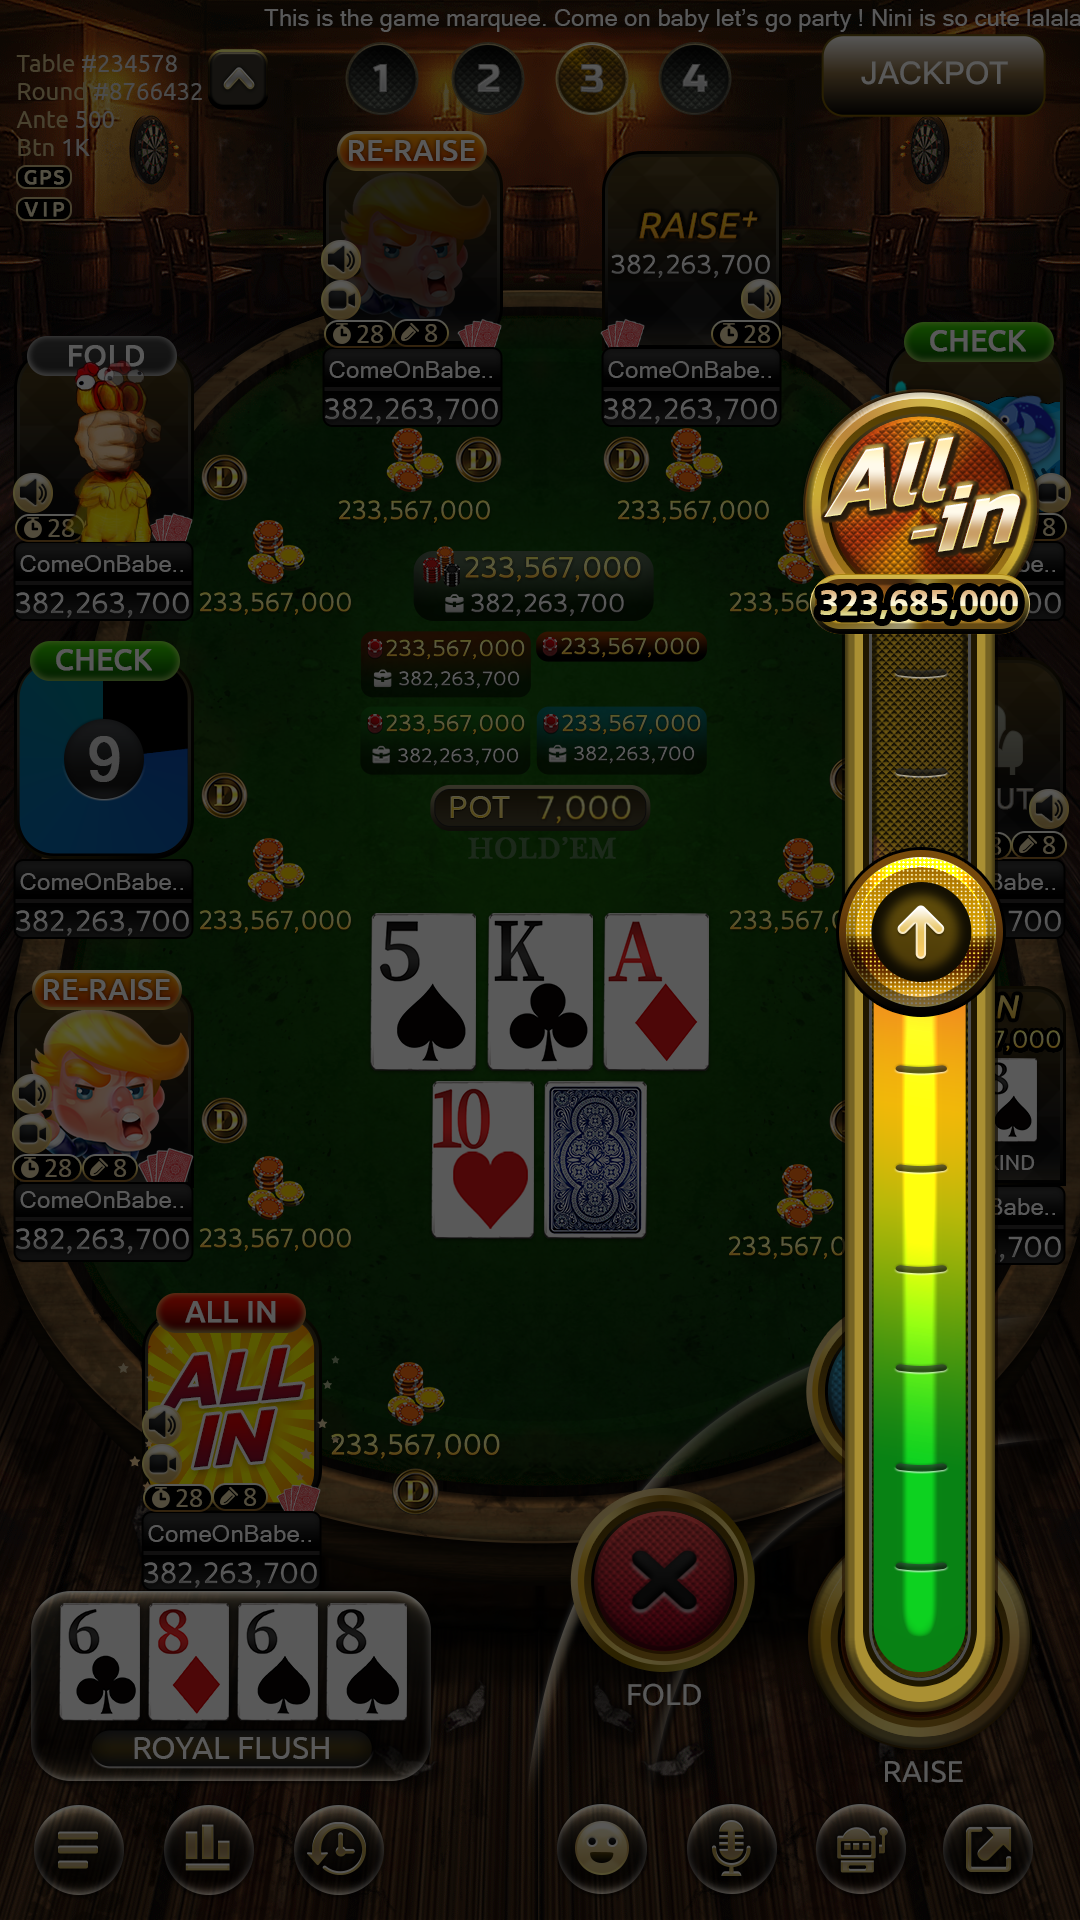 This is the game marquee. Come on baby let's go party ! Nini is so cute lalala
Table #234578
Round #8766432
Ante 500
Btn 1K
GPS
VIP
1
2
3
4
JACKPOT
RE-RAISE
28
8
ComeOnBabe..
382,263,700
RAISE+
382,263,700
28
ComeOnBabe..
382,263,700
FOLD
28
ComeOnBabe..
382,263,700
CHECK
8
All
-in
323,685,000
D
D
D
233,567,000
233,567,000
233,567,000
233,567,000
382,263,700
233,567,000
382,263,700
233,567,000
233,567,000
382,263,700
233,567,000
382,263,700
POT 7,000
HOLD'EM
CHECK
9
D
ComeOnBabe..
382,263,700
233,567,000
8
5
K
A
10
RE-RAISE
28
8
D
ComeOnBabe..
382,263,700
233,567,000
ALL IN
ALL
IN
28
8
ComeOnBabe..
382,263,700
233,567,000
D
6
8
6
8
ROYAL FLUSH
FOLD
RAISE